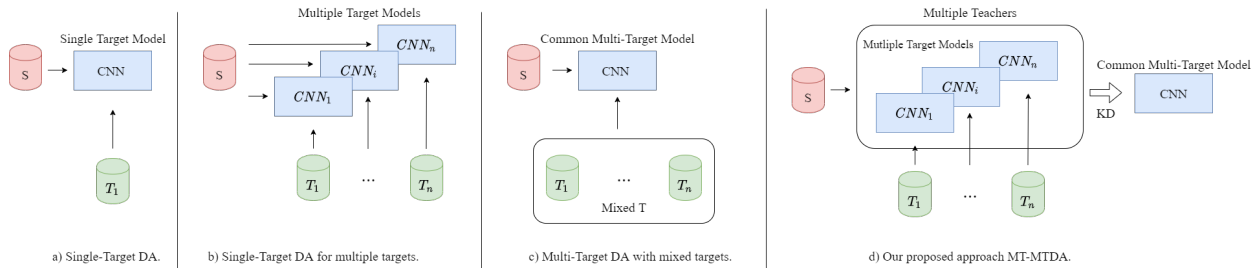 Single Target Model
S
CNN
T₁
a) Single-Target DA.
Multiple Target Models
S
CNNₙ
CNNᵢ
CNN₁
T₁ ... Tₙ
b) Single-Target DA for multiple targets.
Common Multi-Target Model
S
CNN
T₁ ... Tₙ
Mixed T
c) Multi-Target DA with mixed targets.
Multiple Teachers
Mutliple Target Models
S
CNNₙ
CNNᵢ
CNN₁
KD
Common Multi-Target Model
CNN
T₁ ... Tₙ
d) Our proposed approach MT-MTDA.